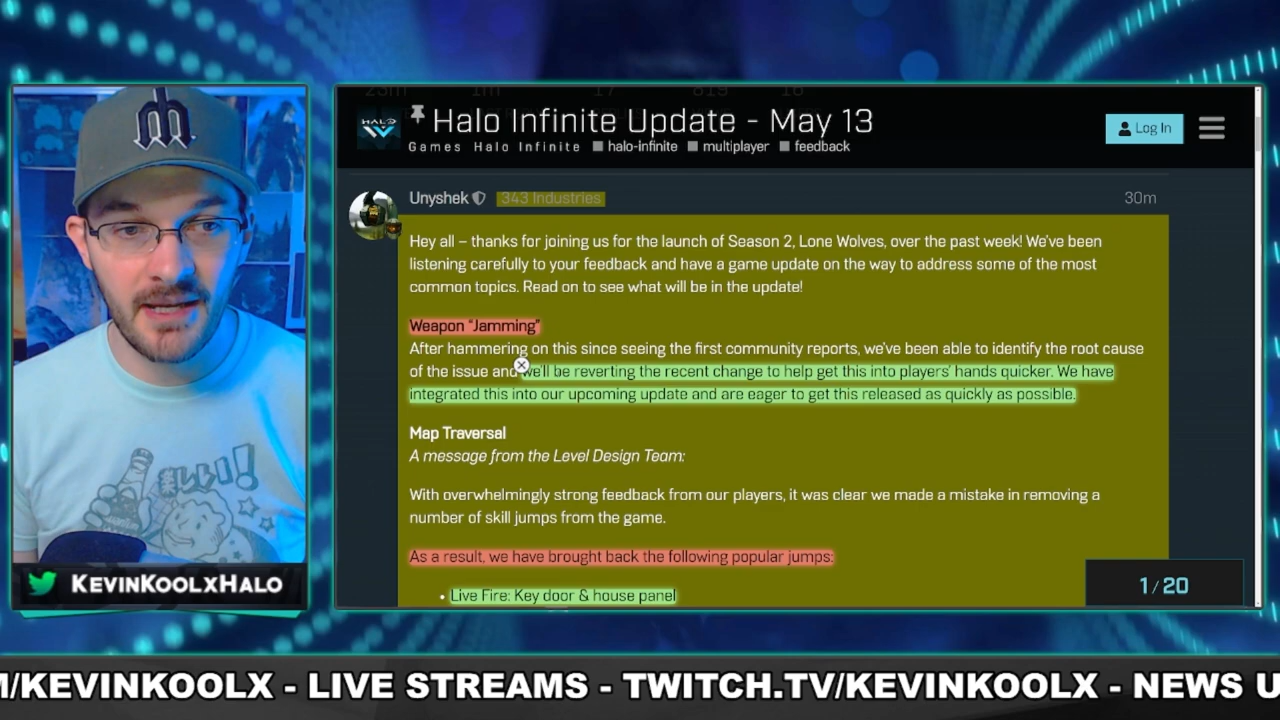 Halo Infinite Update - May 13
HALO
Games Halo Infinite halo-infinite multiplayer feedback
Log In
Unyshek 343 Industries 30m
Hey all – thanks for joining us for the launch of Season 2, Lone Wolves, over the past week! We've been
listening carefully to your feedback and have a game update on the way to address some of the most
common topics. Read on to see what will be in the update!
Weapon "Jamming"
After hammering on this since seeing the first community reports, we've been able to identify the root cause
of the issue and we'll be reverting the recent change to help get this into players' hands quicker. We have
integrated this into our upcoming update and are eager to get this released as quickly as possible.
Map Traversal
A message from the Level Design Team:
With overwhelmingly strong feedback from our players, it was clear we made a mistake in removing a
number of skill jumps from the game.
As a result, we have brought back the following popular jumps:
• Live Fire: Key door & house panel
1 / 20
KEVINKOOLXHALO
M/KEVINKOOLX - LIVE STREAMS - TWITCH.TV/KEVINKOOLX - NEWS U